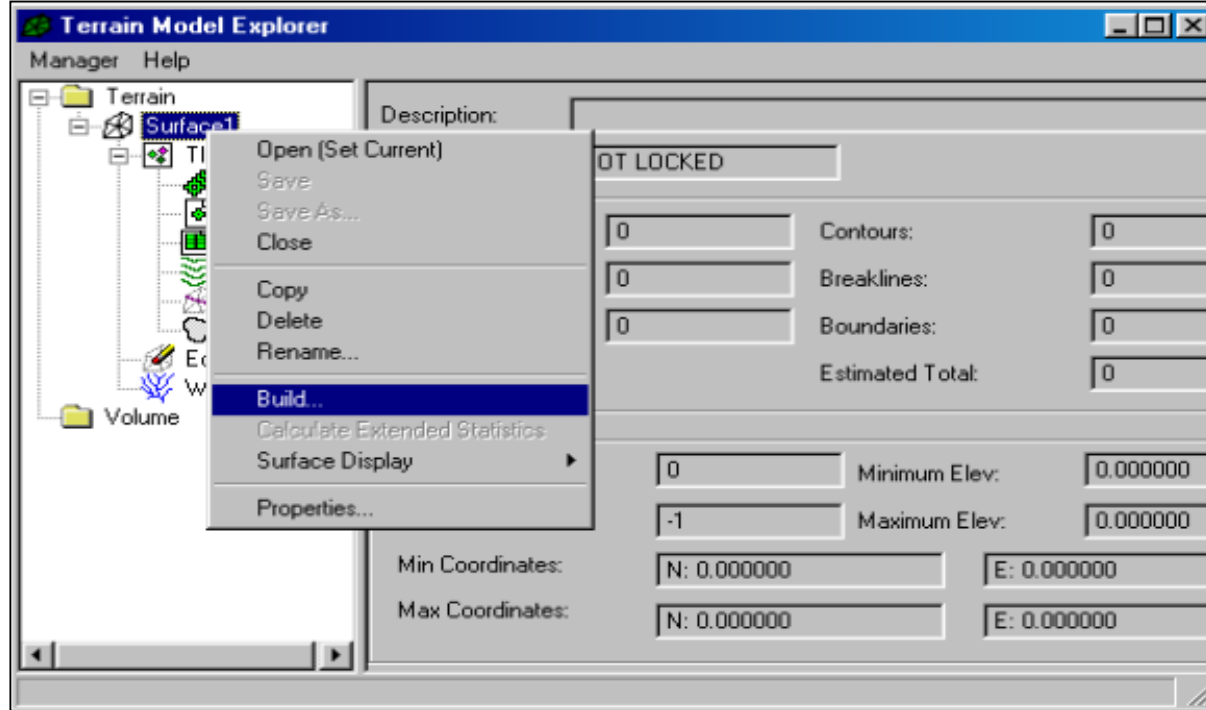 Terrain Model Explorer
Manager Help
Terrain
Surface1
Volume
Open (Set Current)
Save
Save As...
Close
Copy
Delete
Rename...
Build...
Calculate Extended Statistics
Surface Display
Properties...
Description:
OT LOCKED
0
Contours:
0
0
Breaklines:
0
0
Boundaries:
0
Estimated Total:
0
0
Minimum Elev:
0.000000
-1
Maximum Elev:
0.000000
Min Coordinates:
N: 0.000000
E: 0.000000
Max Coordinates:
N: 0.000000
E: 0.000000